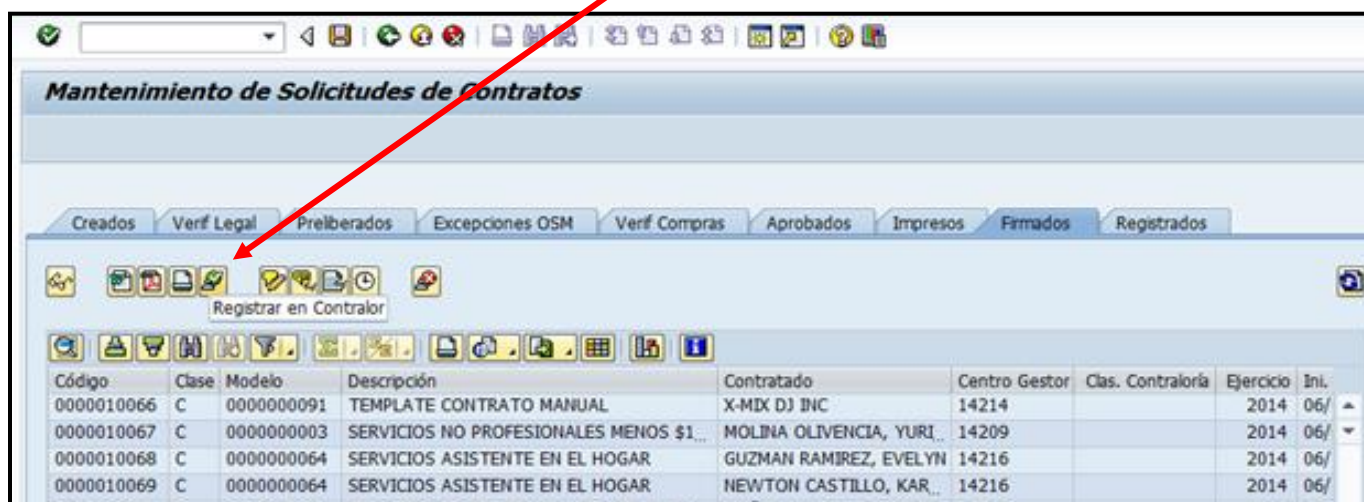 Mantenimiento de Solicitudes de Contratos
Creados Verif Legal Preliberados Excepciones OSM Verif Compras Aprobados Impresos Firmados Registrados
Registrar en Contralor
Código Clase Modelo Descripción Contratado Centro Gestor Clas. Contraloría Ejercicio Ini.
0000010066 C 0000000091 TEMPLATE CONTRATO MANUAL X-MIX DJ INC 14214 2014 06/
0000010067 C 0000000003 SERVICIOS NO PROFESIONALES MENOS $1... MOLINA OLIVENCIA, YURI... 14209 2014 06/
0000010068 C 0000000064 SERVICIOS ASISTENTE EN EL HOGAR GUZMAN RAMIREZ, EVELYN 14216 2014 06/
0000010069 C 0000000064 SERVICIOS ASISTENTE EN EL HOGAR NEWTON CASTILLO, KAR... 14216 2014 06/